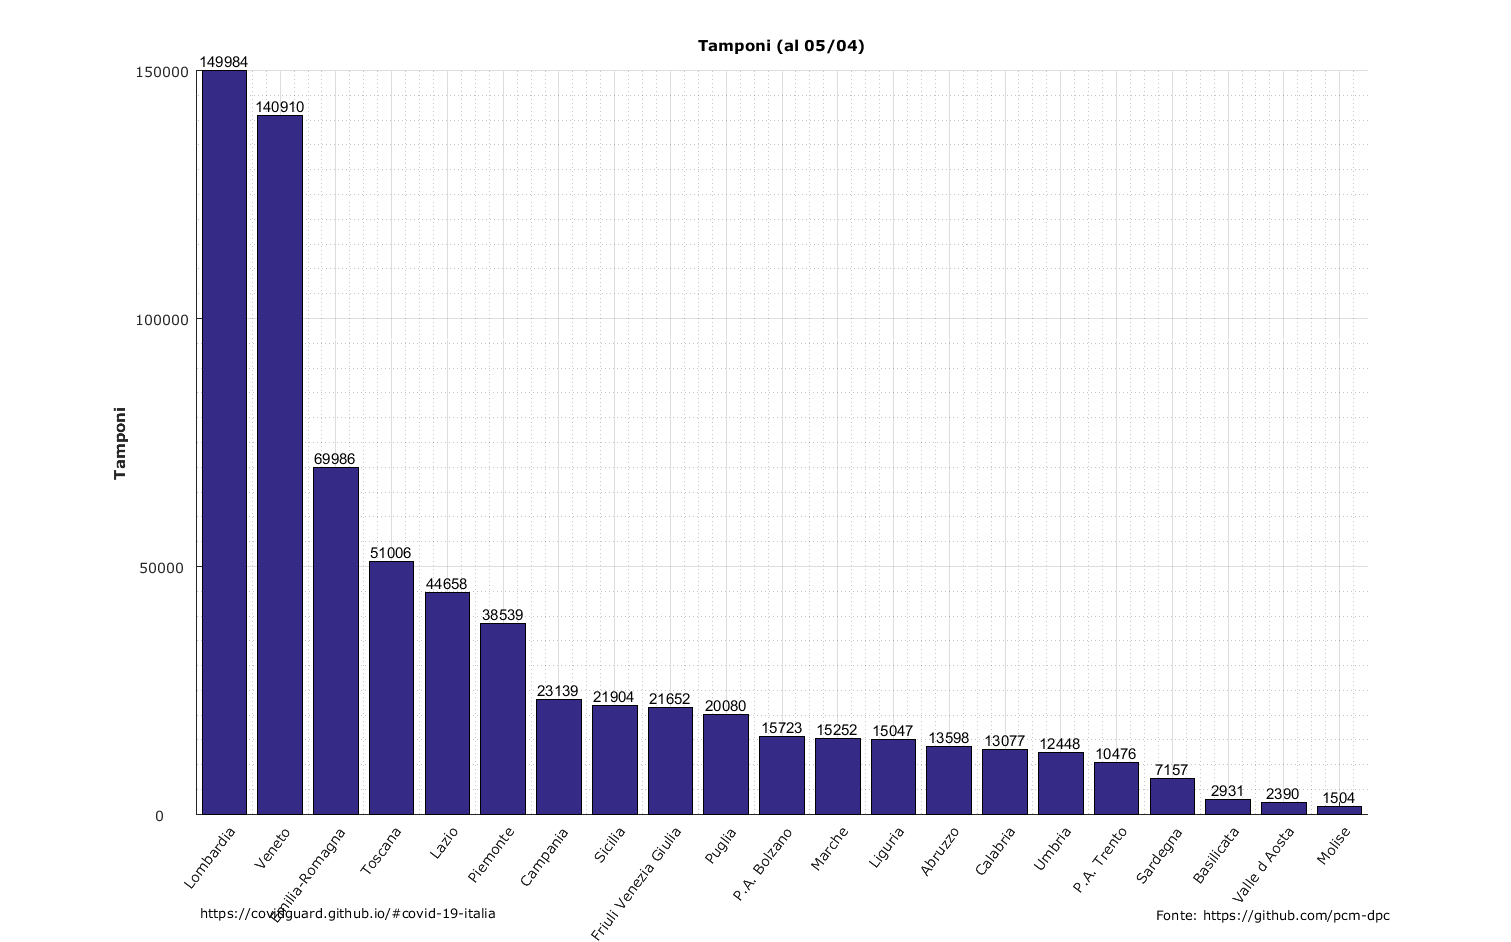 Tamponi (al 05/04)
Tamponi
150000
100000
50000
0
149984
140910
69986
51006
44658
38539
23139
21904
21652
20080
15723
15252
15047
13598
13077
12448
10476
7157
2931
2390
1504
Lombardia
Veneto
Emilia-Romagna
Toscana
Lazio
Piemonte
Campania
Sicilia
Friuli Venezia Giulia
Puglia
P.A. Bolzano
Marche
Liguria
Abruzzo
Calabria
Umbria
P.A. Trento
Sardegna
Basilicata
Valle d Aosta
Molise
https://covidguard.github.io/#covid-19-italia
Fonte: https://github.com/pcm-dpc